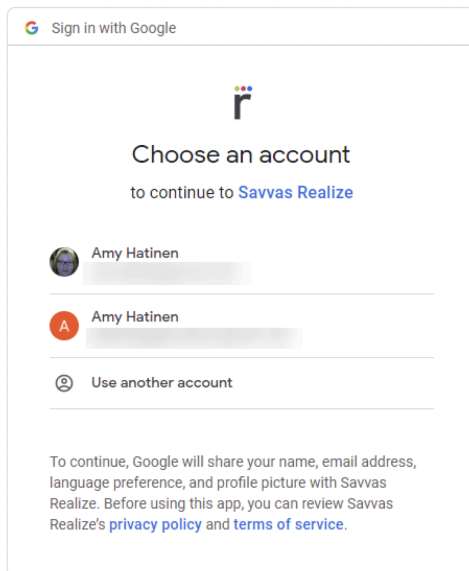 Sign in with Google
r
Choose an account
to continue to Savvas Realize
Amy Hatinen
A
Amy Hatinen
Use another account
To continue, Google will share your name, email address,
language preference, and profile picture with Savvas
Realize. Before using this app, you can review Savvas
Realize's privacy policy and terms of service.